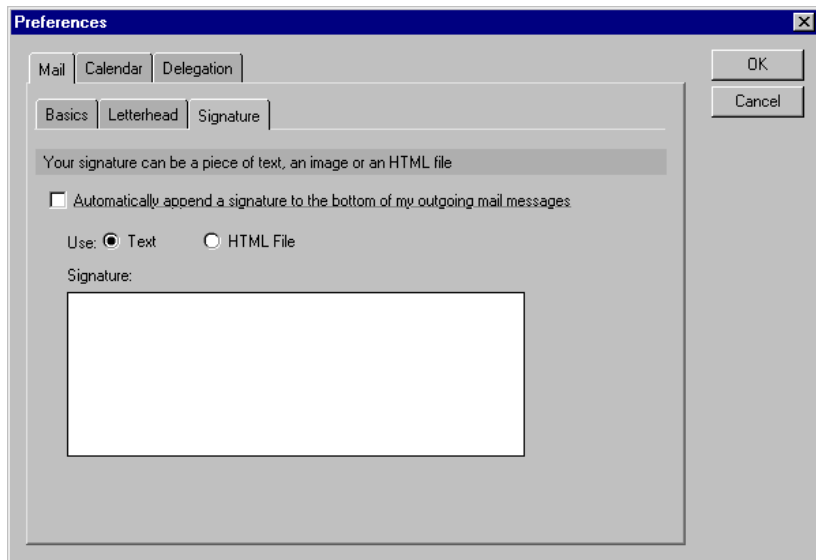 Preferences
Mail Calendar Delegation
OK
Cancel
Basics Letterhead Signature
Your signature can be a piece of text, an image or an HTML file
Automatically append a signature to the bottom of my outgoing mail messages
Use: Text HTML File
Signature: